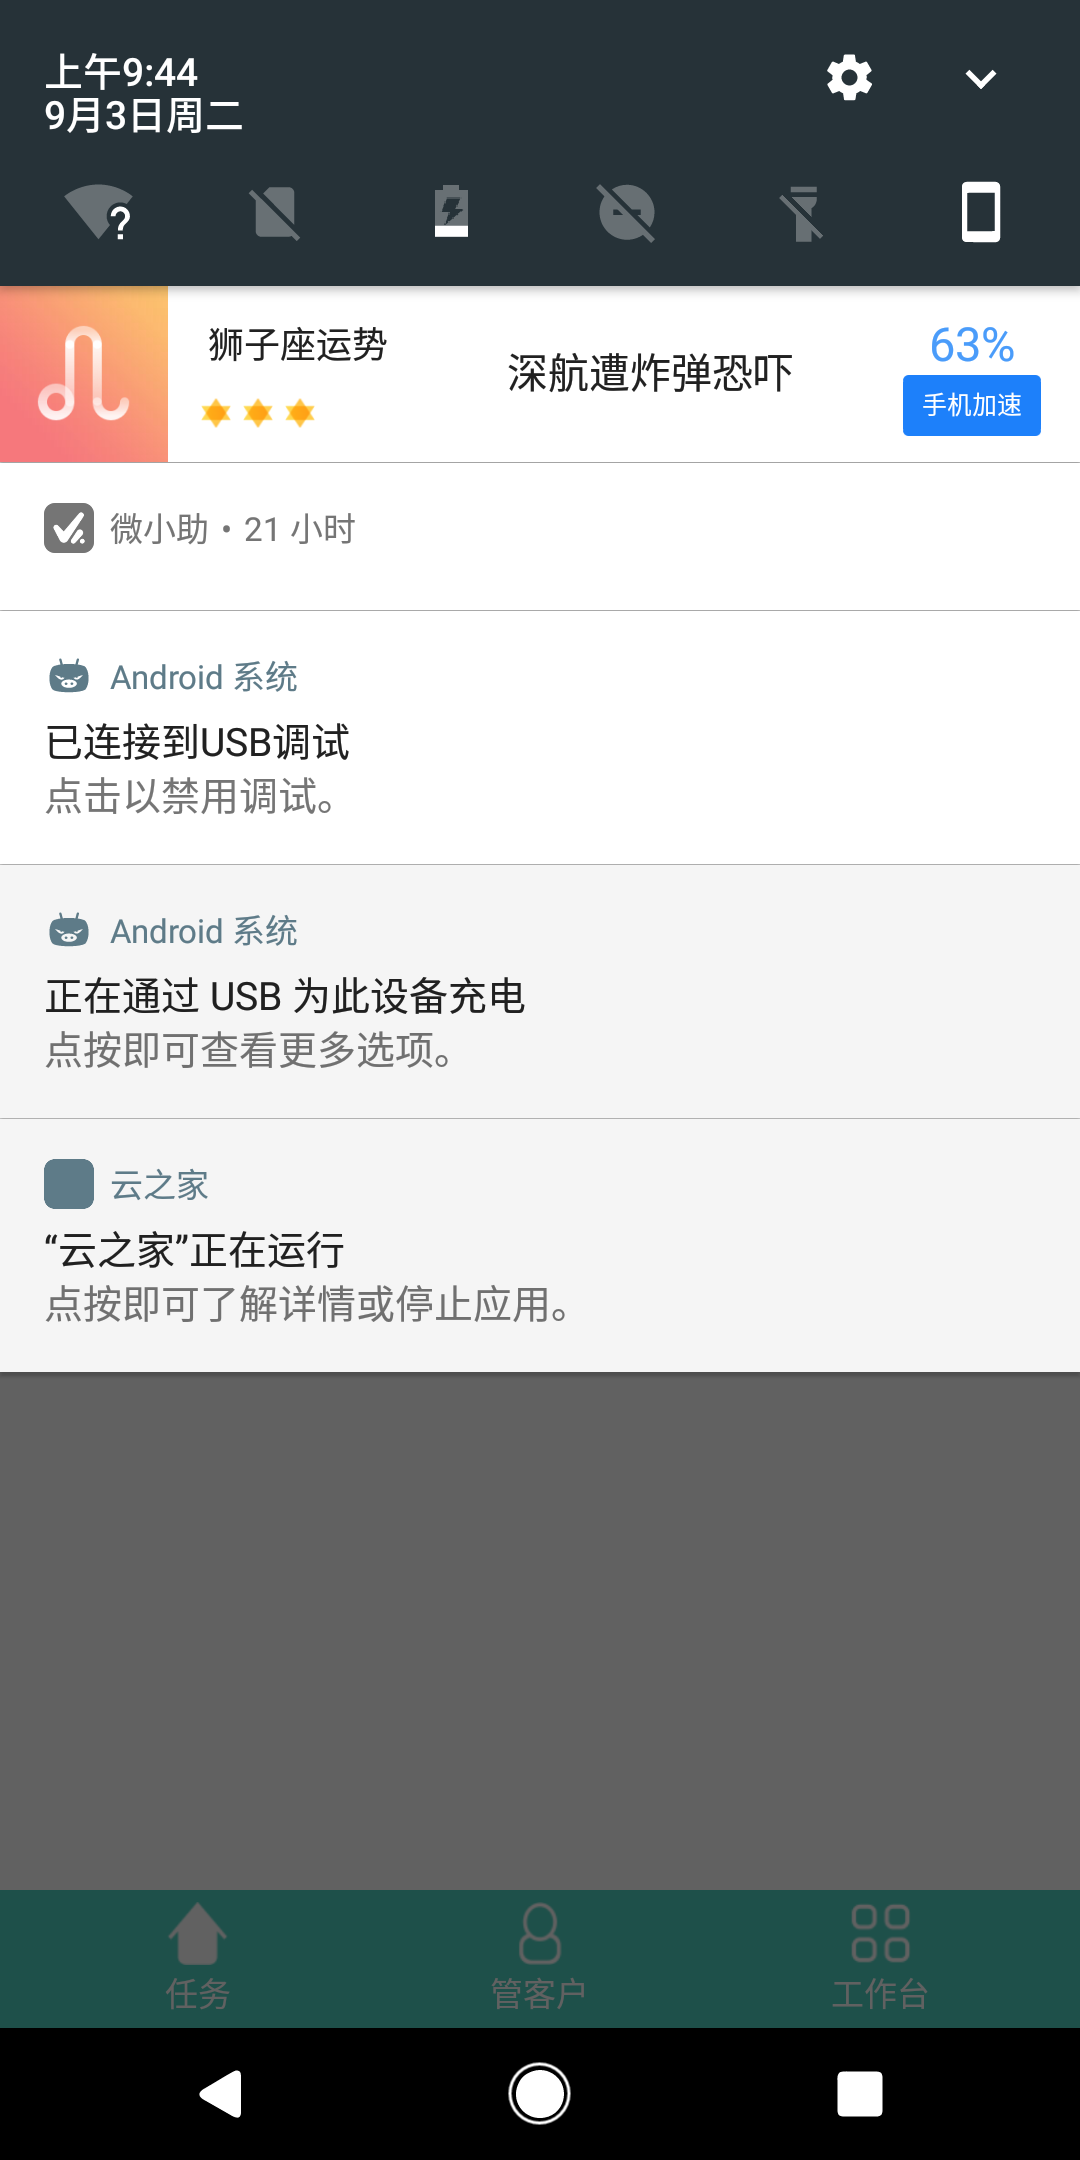 上午9:44
9月3日周二
?
狮子座运势
深航遭炸弹恐吓
63%
手机加速
微小助 • 21 小时
Android 系统
已连接到USB调试
点击以禁用调试。
Android 系统
正在通过 USB 为此设备充电
点按即可查看更多选项。
云之家
“云之家”正在运行
点按即可了解详情或停止应用。
任务
管客户
工作台